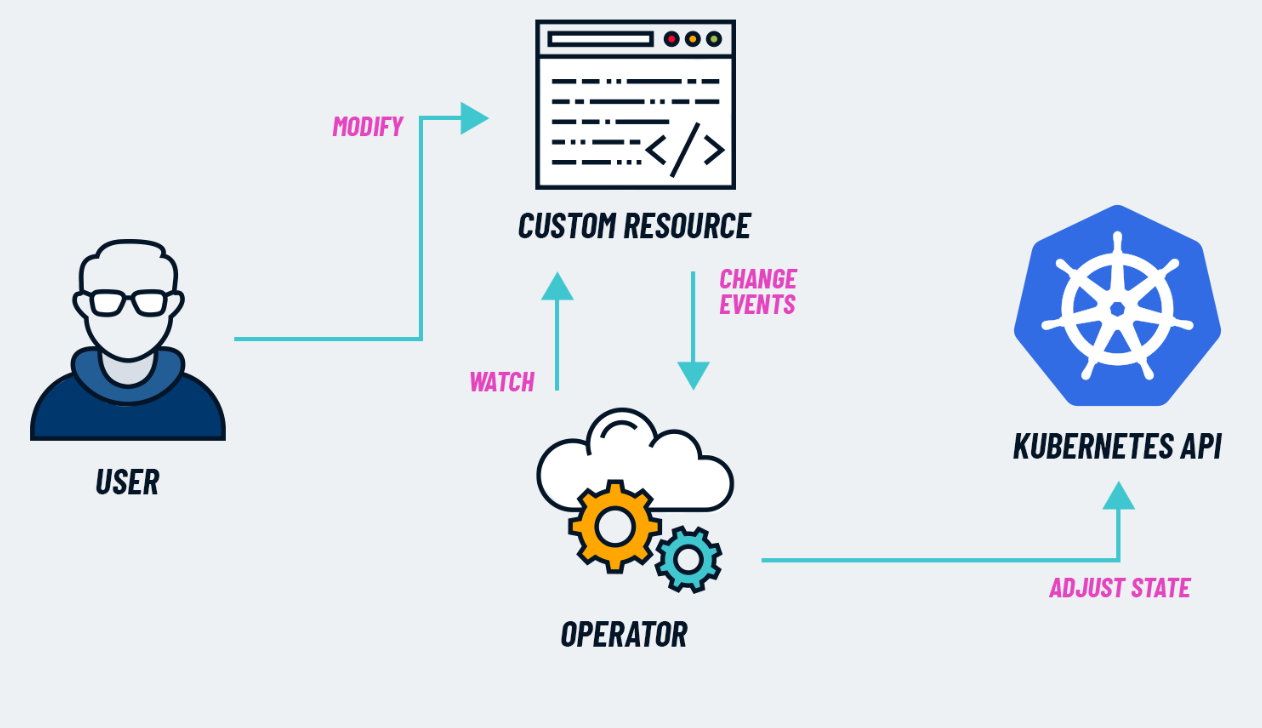 MODIFY
CUSTOM RESOURCE
CHANGE
EVENTS
WATCH
USER
KUBERNETES API
ADJUST STATE
OPERATOR